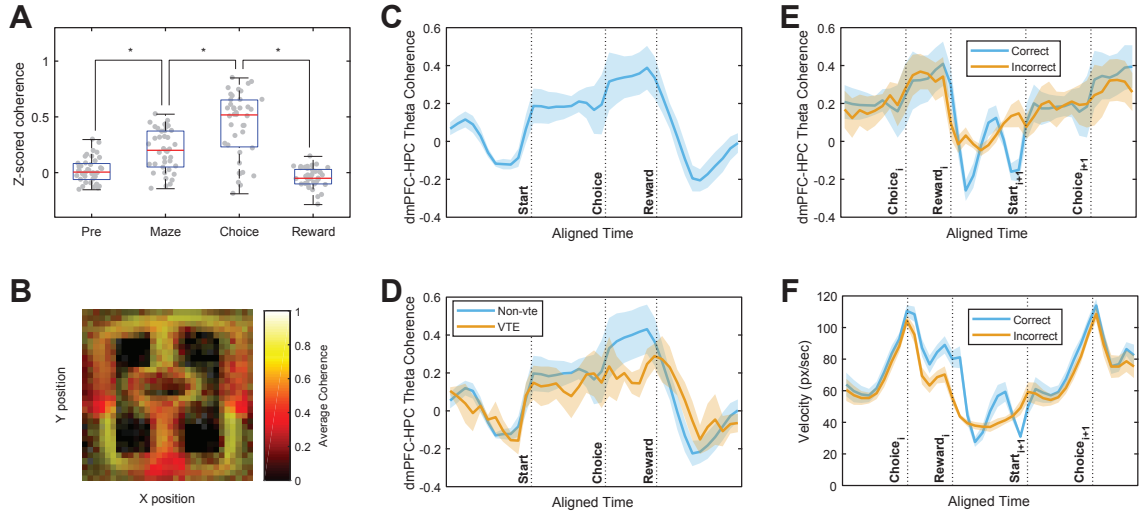 A
Z-scored coherence
1
0.5
0
* * *
Pre Maze Choice Reward
B
Y position
X position
Average Coherence
1
0.8
0.6
0.4
0.2
0
C
dmPFC-HPC Theta Coherence
0.6
0.4
0.2
0
-0.2
-0.4
Start
Choice
Reward
Aligned Time
D
dmPFC-HPC Theta Coherence
0.6
0.4
0.2
0
-0.2
-0.4
Non-vte
VTE
Start
Choice
Reward
Aligned Time
E
dmPFC-HPC Theta Coherence
0.6
0.4
0.2
0
-0.2
-0.4
Correct
Incorrect
Choiceᵢ
Rewardᵢ
Startᵢ₊₁
Choiceᵢ₊₁
Aligned Time
F
Velocity (px/sec)
120
100
80
60
40
20
0
Correct
Incorrect
Choiceᵢ
Rewardᵢ
Startᵢ₊₁
Choiceᵢ₊₁
Aligned Time